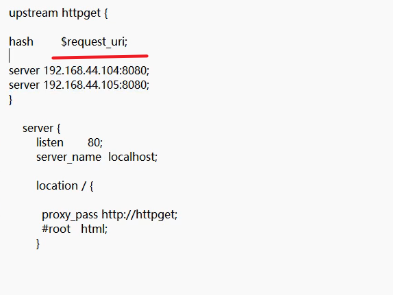 upstream httpget {
hash $request_uri;
server 192.168.44.104:8080;
server 192.168.44.105:8080;
}
server {
listen 80;
server_name localhost;
location / {
proxy_pass http://httpget;
#root html;
}